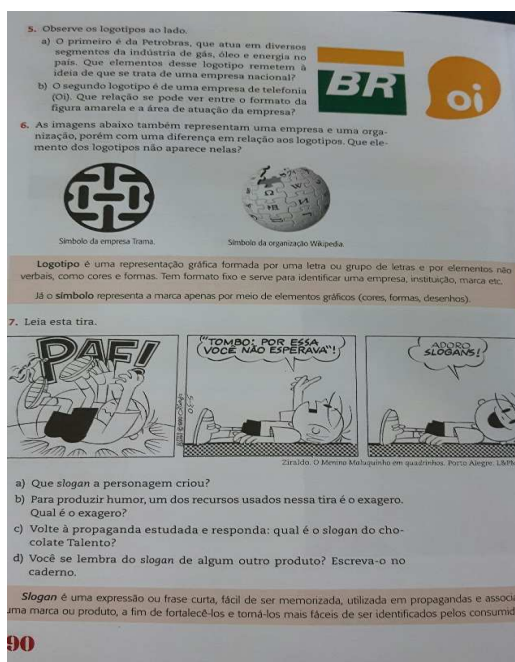 5. Observe os logotipos ao lado.
a) O primeiro é da Petrobras, que atua em diversos
segmentos da indústria de gás, óleo e energia no
país. Que elementos desse logotipo remetem à
ideia de que se trata de uma empresa nacional?
b) O segundo logotipo é de uma empresa de telefonia
(Oi). Que relação se pode ver entre o formato da
figura amarela e a área de atuação da empresa?
BR
oi
6. As imagens abaixo também representam uma empresa e uma orga-
nização, porém com uma diferença em relação aos logotipos. Que ele-
mento dos logotipos não aparece nelas?
Símbolo da empresa Trama.
Símbolo da organização Wikipedia.
Logotipo é uma representação gráfica formada por uma letra ou grupo de letras e por elementos não
verbais, como cores e formas. Tem formato fixo e serve para identificar uma empresa, instituição, marca etc.
Já o símbolo representa a marca apenas por meio de elementos gráficos (cores, formas, desenhos).
7. Leia esta tira.
PAF!
"TOMBO: POR ESSA
VOCÊ NÃO ESPERAVA"!
ADORO
SLOGANS!
Ziraldo. O Menino Maluquinho em quadrinhos. Porto Alegre: L&PM
a) Que slogan a personagem criou?
b) Para produzir humor, um dos recursos usados nessa tira é o exagero.
Qual é o exagero?
c) Volte à propaganda estudada e responda: qual é o slogan do cho-
colate Talento?
d) Você se lembra do slogan de algum outro produto? Escreva-o no
caderno.
Slogan é uma expressão ou frase curta, fácil de ser memorizada, utilizada em propagandas e associ
uma marca ou produto, a fim de fortalecê-los e torná-los mais fáceis de ser identificados pelos consumid
90